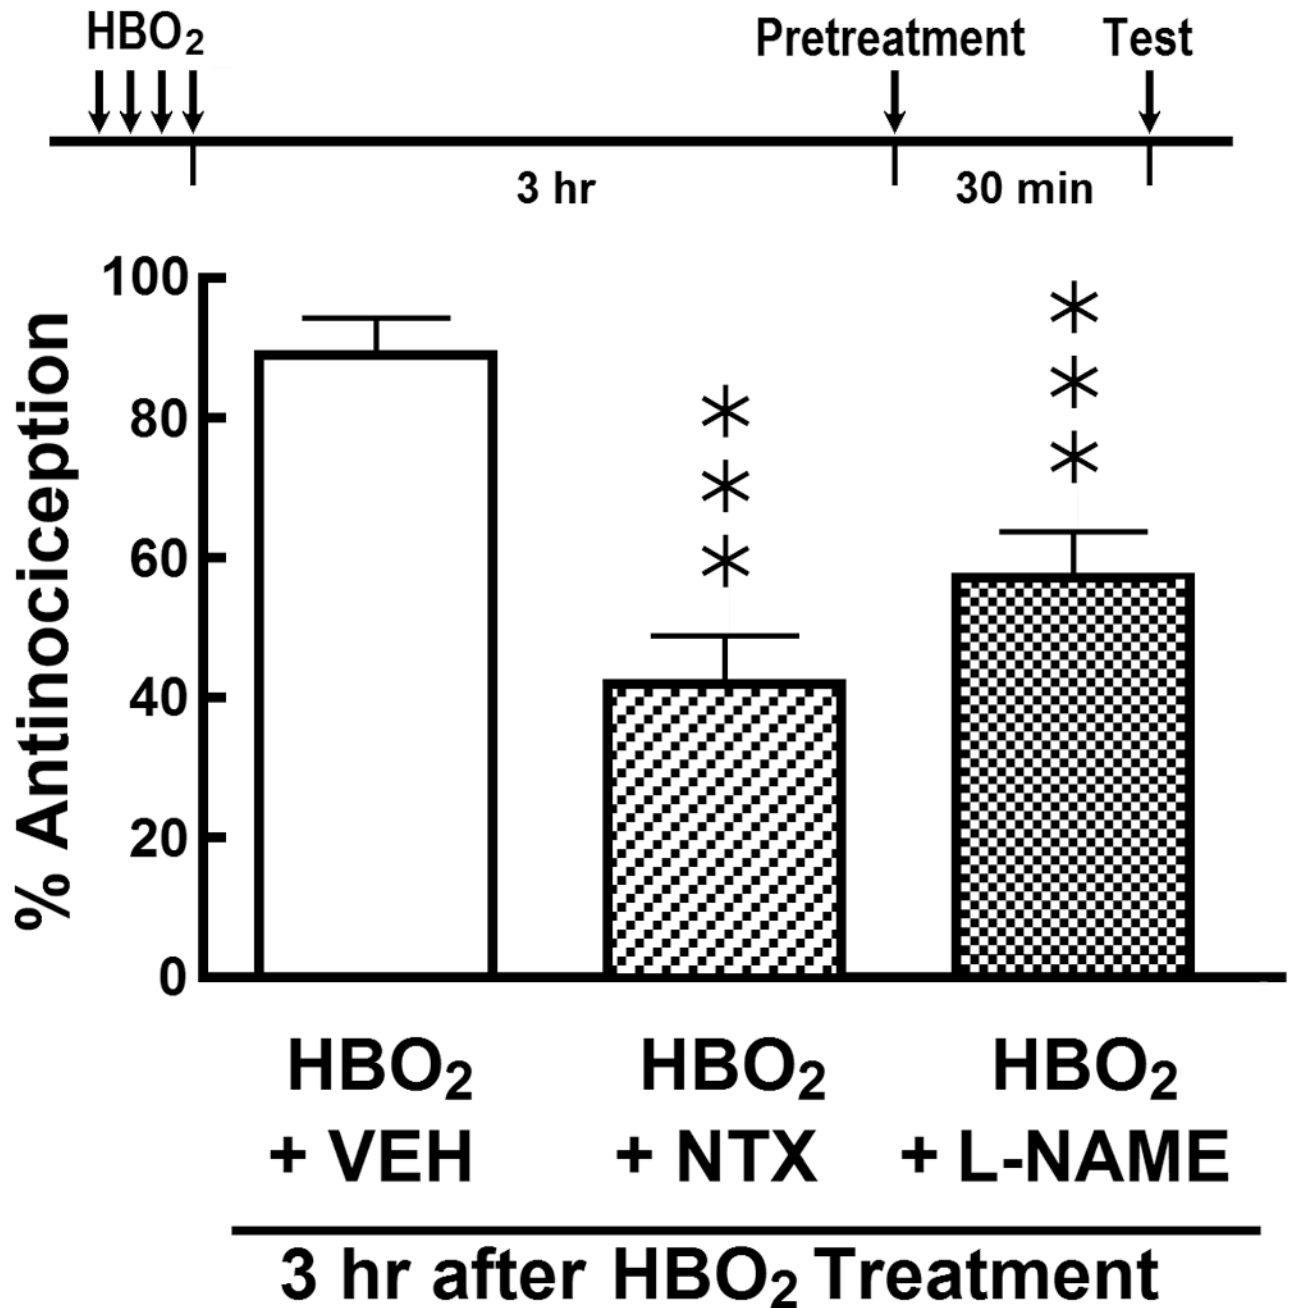 HBO₂ Pretreatment Test
3 hr 30 min
% Antinociception
100
80
60
40
20
0
* * *
* * *
HBO₂ HBO₂ HBO₂
+ VEH + NTX + L-NAME
3 hr after HBO₂ Treatment